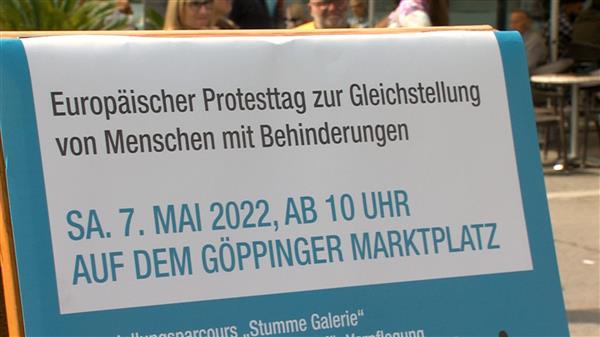 Europäischer Protesttag zur Gleichstellung
von Menschen mit Behinderungen
SA. 7. MAI 2022, AB 10 UHR
AUF DEM GÖPPINGER MARKTPLATZ
„Stumme Galerie“
Verpflegung